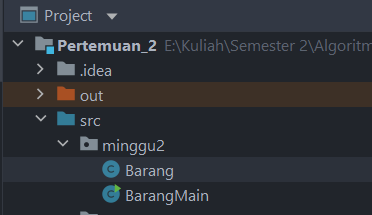 Project
Pertemuan_2 E:\Kuliah\Semester 2\Algoritm
.idea
out
src
minggu2
Barang
BarangMain